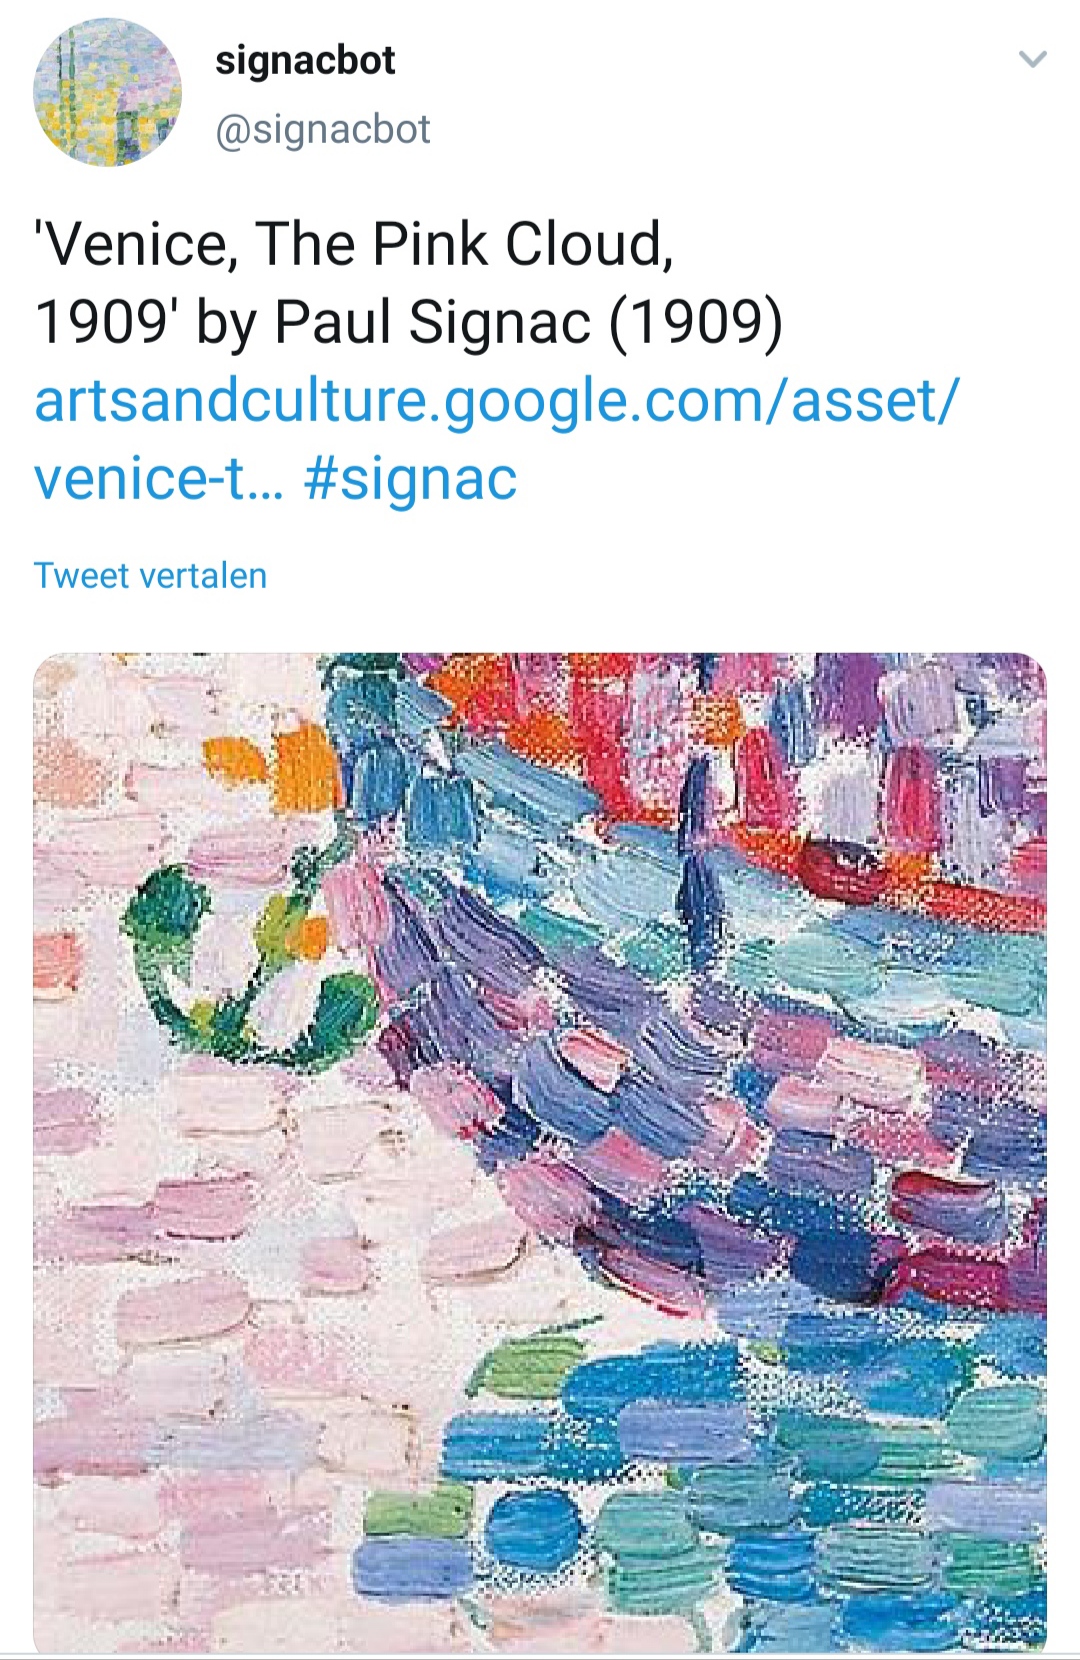 signacbot
@signacbot
'Venice, The Pink Cloud,
1909' by Paul Signac (1909)
artsandculture.google.com/asset/
venice-t... #signac
Tweet vertalen